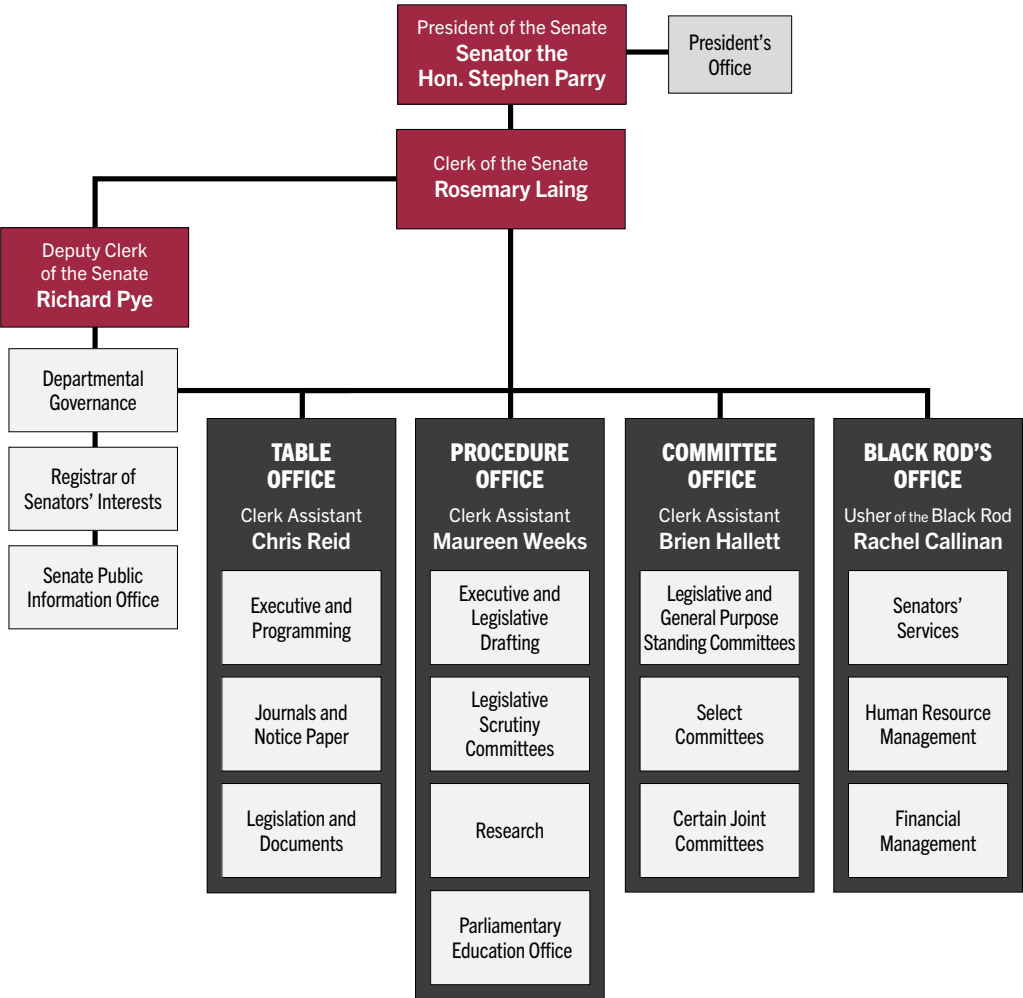 President of the Senate
Senator the
Hon. Stephen Parry
President's
Office
Clerk of the Senate
Rosemary Laing
Deputy Clerk
of the Senate
Richard Pye
Departmental
Governance
Registrar of
Senators' Interests
Senate Public
Information Office
TABLE
OFFICE
Clerk Assistant
Chris Reid
Executive and
Programming
Journals and
Notice Paper
Legislation and
Documents
PROCEDURE
OFFICE
Clerk Assistant
Maureen Weeks
Executive and
Legislative
Drafting
Legislative
Scrutiny
Committees
Research
Parliamentary
Education Office
COMMITTEE
OFFICE
Clerk Assistant
Brien Hallett
Legislative and
General Purpose
Standing Committees
Select
Committees
Certain Joint
Committees
BLACK ROD'S
OFFICE
Usher of the Black Rod
Rachel Callinan
Senators'
Services
Human Resource
Management
Financial
Management